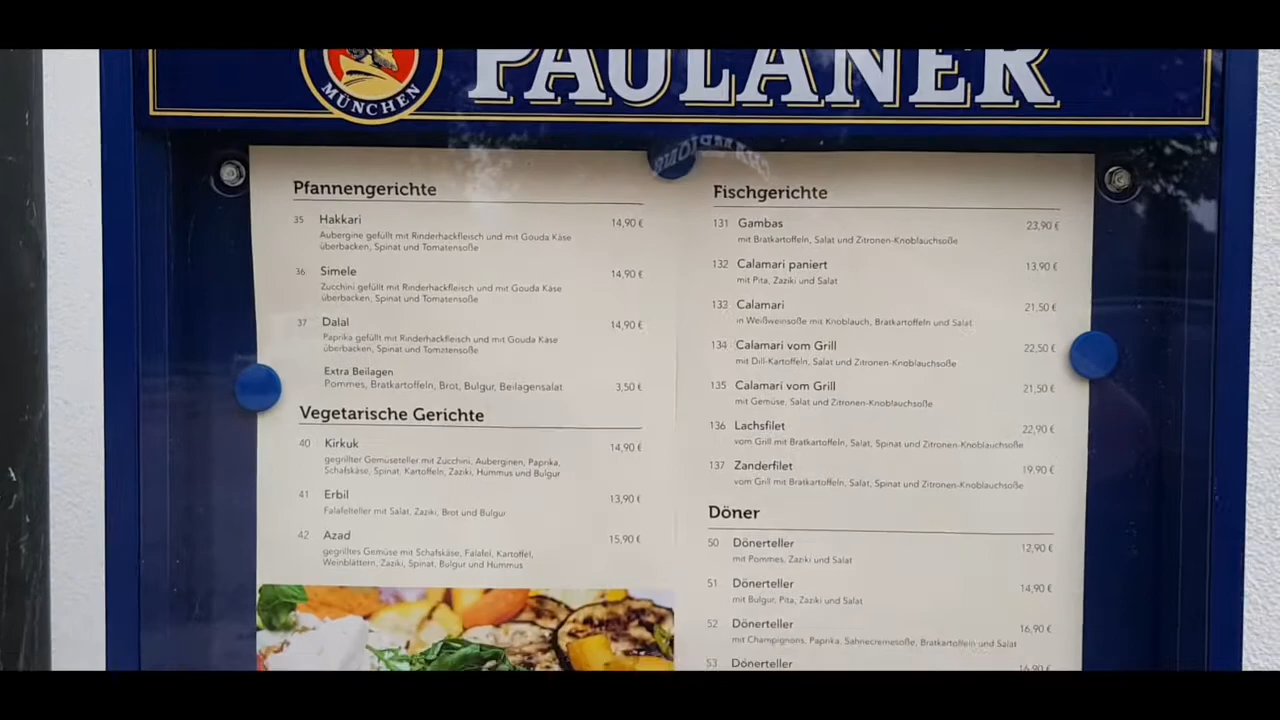 PAULANER
MÜNCHEN
Pfannengerichte
35 Hakkari 14,90 €
Aubergine gefüllt mit Rinderhackfleisch und mit Gouda Käse
überbacken, Spinat und Tomatensoße
36 Simele 14,90 €
Zucchini gefüllt mit Rinderhackfleisch und mit Gouda Käse
überbacken, Spinat und Tomatensoße
37 Dalal 14,90 €
Paprika gefüllt mit Rinderhackfleisch und mit Gouda Käse
überbacken, Spinat und Tomatensoße
Extra Beilagen
Pommes, Bratkartoffeln, Brot, Bulgur, Beilagensalat 3,50 €
Vegetarische Gerichte
40 Kirkuk 14,90 €
gegrillter Gemüseteller mit Zucchini, Auberginen, Paprika,
Schafskäse, Spinat, Kartoffeln, Zaziki, Hummus und Bulgur
41 Erbil 13,90 €
Falafelteller mit Salat, Zaziki, Brot und Bulgur
42 Azad 15,90 €
gegrilltes Gemüse mit Schafskäse, Falafel, Kartoffel,
Weinblättern, Zaziki, Spinat, Bulgur und Hummus
Fischgerichte
131 Gambas 23,90 €
mit Bratkartoffeln, Salat und Zitronen-Knoblauchsoße
132 Calamari paniert 13,90 €
mit Pita, Zaziki und Salat
133 Calamari 21,50 €
in Weißweinsoße mit Knoblauch, Bratkartoffeln und Salat
134 Calamari vom Grill 22,50 €
mit Dill-Kartoffeln, Salat und Zitronen-Knoblauchsoße
135 Calamari vom Grill 21,50 €
mit Gemüse, Salat und Zitronen-Knoblauchsoße
136 Lachsfilet 22,90 €
vom Grill mit Bratkartoffeln, Salat, Spinat und Zitronen-Knoblauchsoße
137 Zanderfilet 19,90 €
vom Grill mit Bratkartoffeln, Salat, Spinat und Zitronen-Knoblauchsoße
Döner
50 Dönerteller 12,90 €
mit Pommes, Zaziki und Salat
51 Dönerteller 14,90 €
mit Bulgur, Pita, Zaziki und Salat
52 Dönerteller 16,90 €
mit Champignons, Paprika, Sahnecremesoße, Bratkartoffeln und Salat
53 Dönerteller 16,90 €